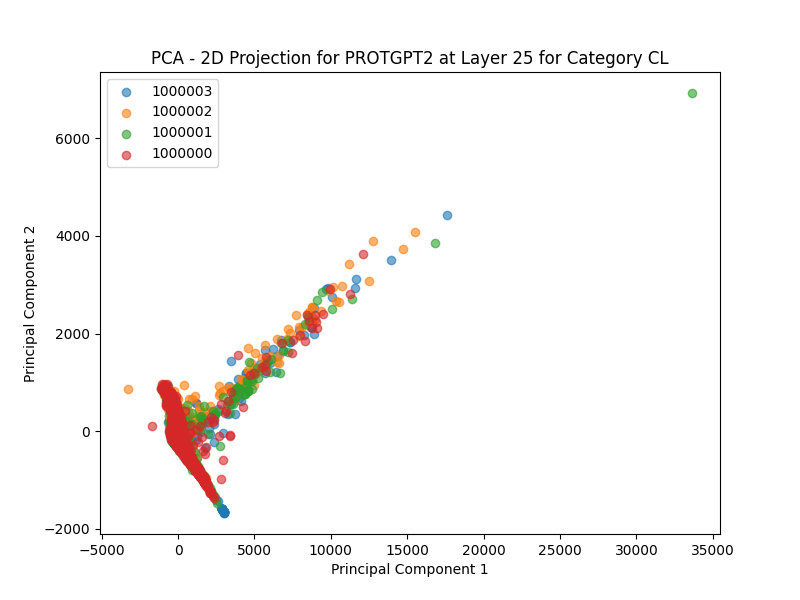 PCA - 2D Projection for PROTGPT2 at Layer 25 for Category CL
1000003
1000002
1000001
1000000
6000
4000
2000
0
−2000
Principal Component 2
−5000 0 5000 10000 15000 20000 25000 30000 35000
Principal Component 1